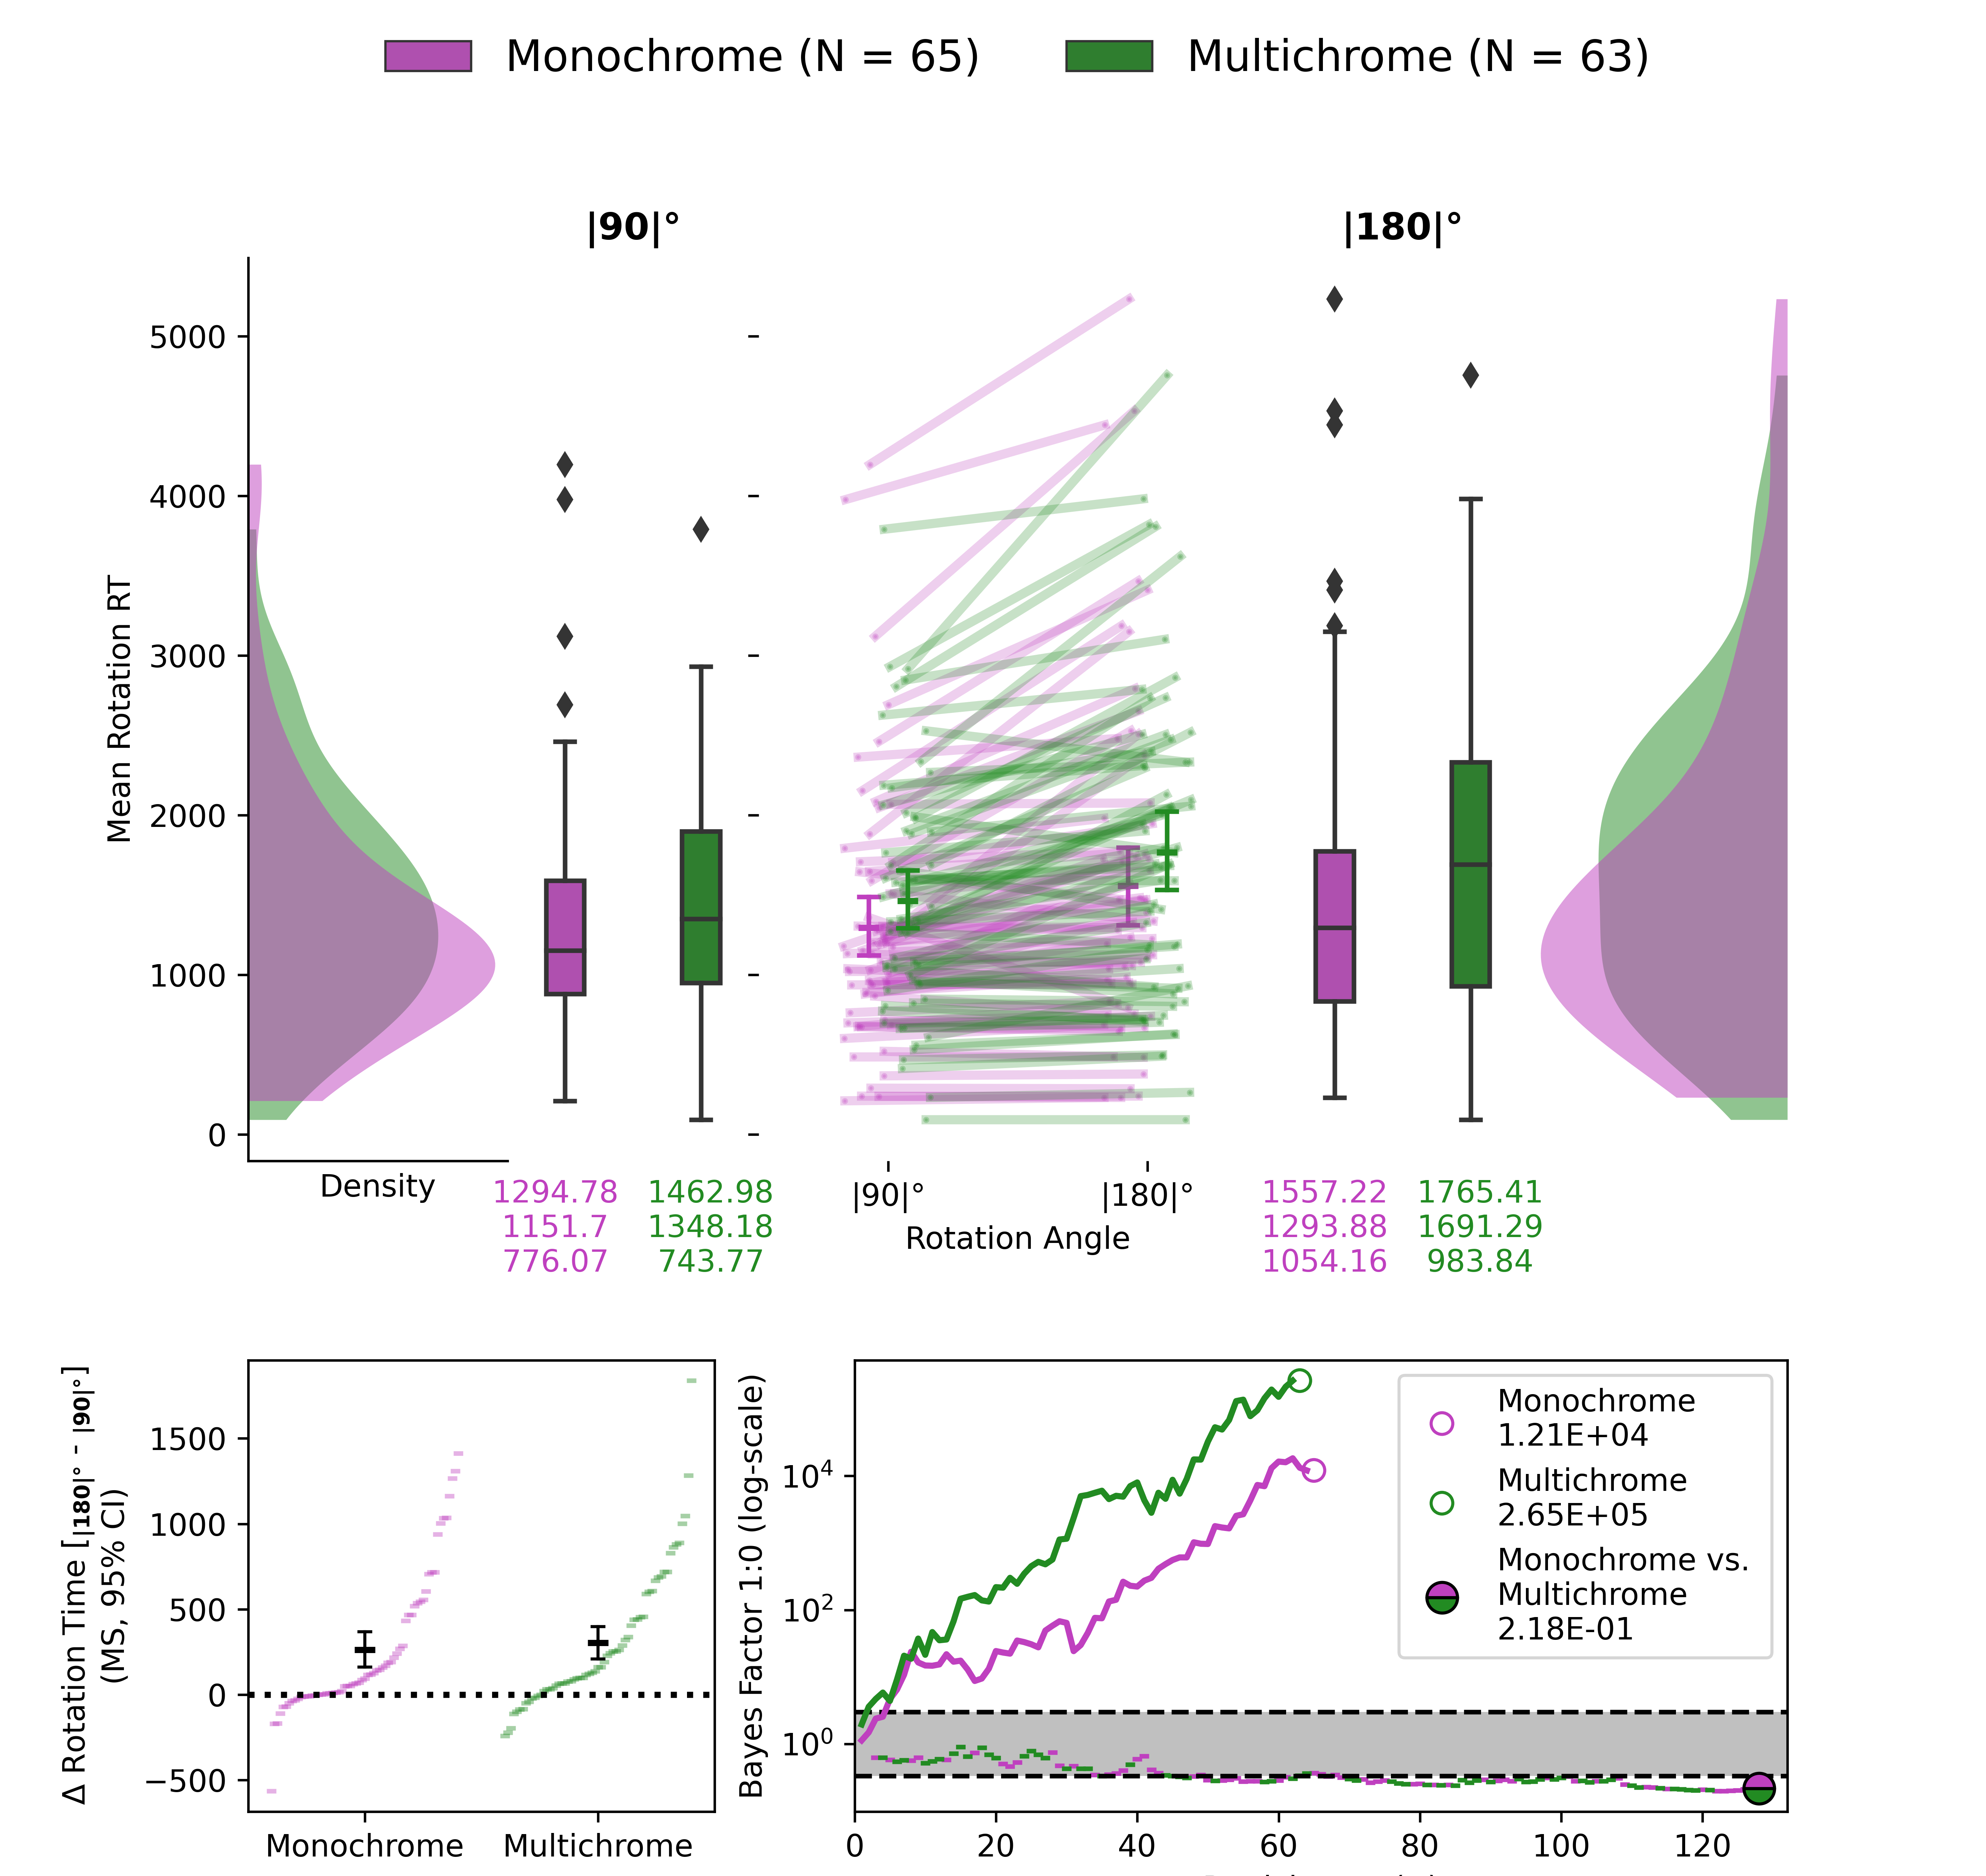 Monochrome (N = 65)
Multichrome (N = 63)
|90|°
|180|°
Mean Rotation RT
5000
4000
3000
2000
1000
0
Density
1294.78
1151.7
776.07
1462.98
1348.18
743.77
|90|°
|180|°
Rotation Angle
1557.22
1293.88
1054.16
1765.41
1691.29
983.84
Δ Rotation Time [|180|° - |90|°]
(MS, 95% CI)
1500
1000
500
0
−500
Monochrome
Multichrome
Bayes Factor 1:0 (log-scale)
10⁴
10²
10⁰
0
20
40
60
80
100
120
Monochrome
1.21E+04
Multichrome
2.65E+05
Monochrome vs.
Multichrome
2.18E-01